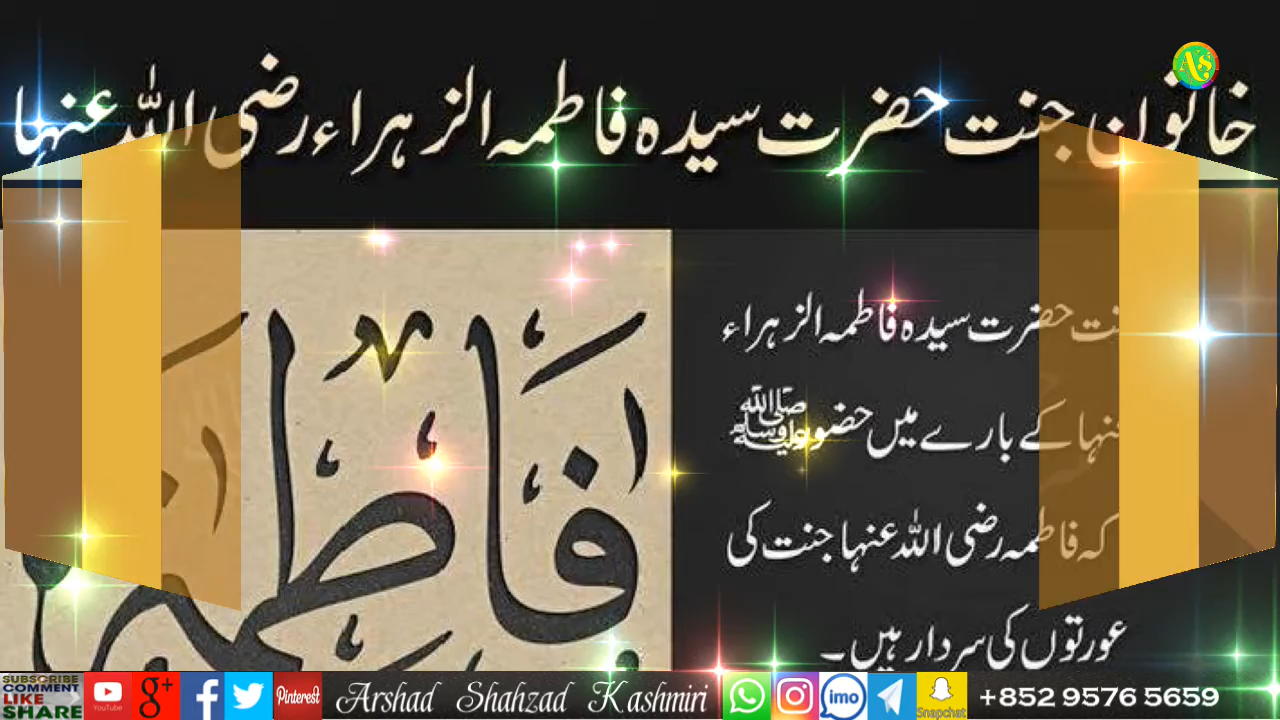 خاتون جنت حضرت سیدہ فاطمہ الزہراء رضی اللہ عنہا
حضرت سیدہ فاطمہ الزہراء
کے بارے میں حضور ﷺ
کہ فاطمہ رضی اللہ عنہا جنت کی
عورتوں کی سردار ہیں۔
فاطمہ
As
SUBSCRIBE
COMMENT
LIKE
SHARE
YouTube
g+
f
Pinterest
Arshad Shahzad Kashmiri
imo
Snapchat
+852 9576 5659